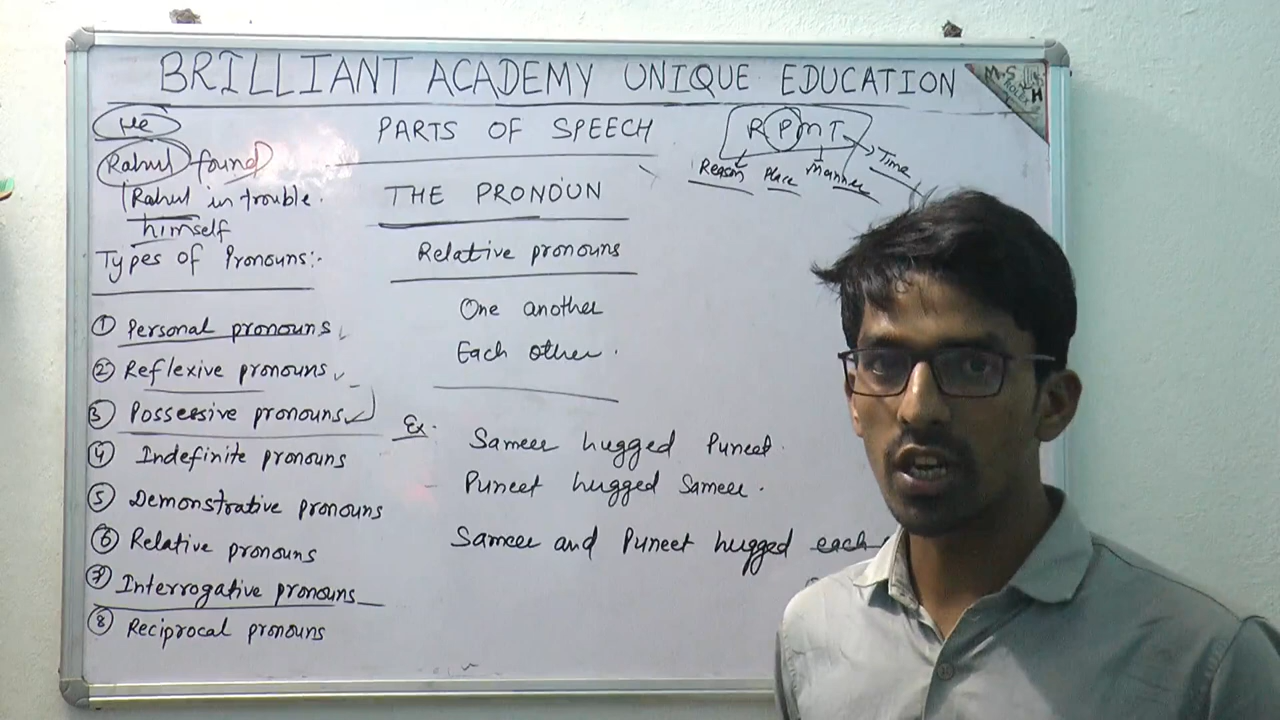 BRILLIANT ACADEMY UNIQUE EDUCATION
M.S
H
He
Rahul found
Rahul in trouble.
himself
Types of Pronouns:-
① Personal pronouns
② Reflexive pronouns
③ Possessive pronouns
④ Indefinite pronouns
⑤ Demonstrative pronouns
⑥ Relative pronouns
⑦ Interrogative pronouns
⑧ Reciprocal pronouns
PARTS OF SPEECH
THE PRONOUN
Relative pronouns
One another
Each other.
Ex.
Sameer hugged Puneet.
Puneet hugged Sameer.
Sameer and Puneet hugged each
R P M T
Reason Place Manner Time